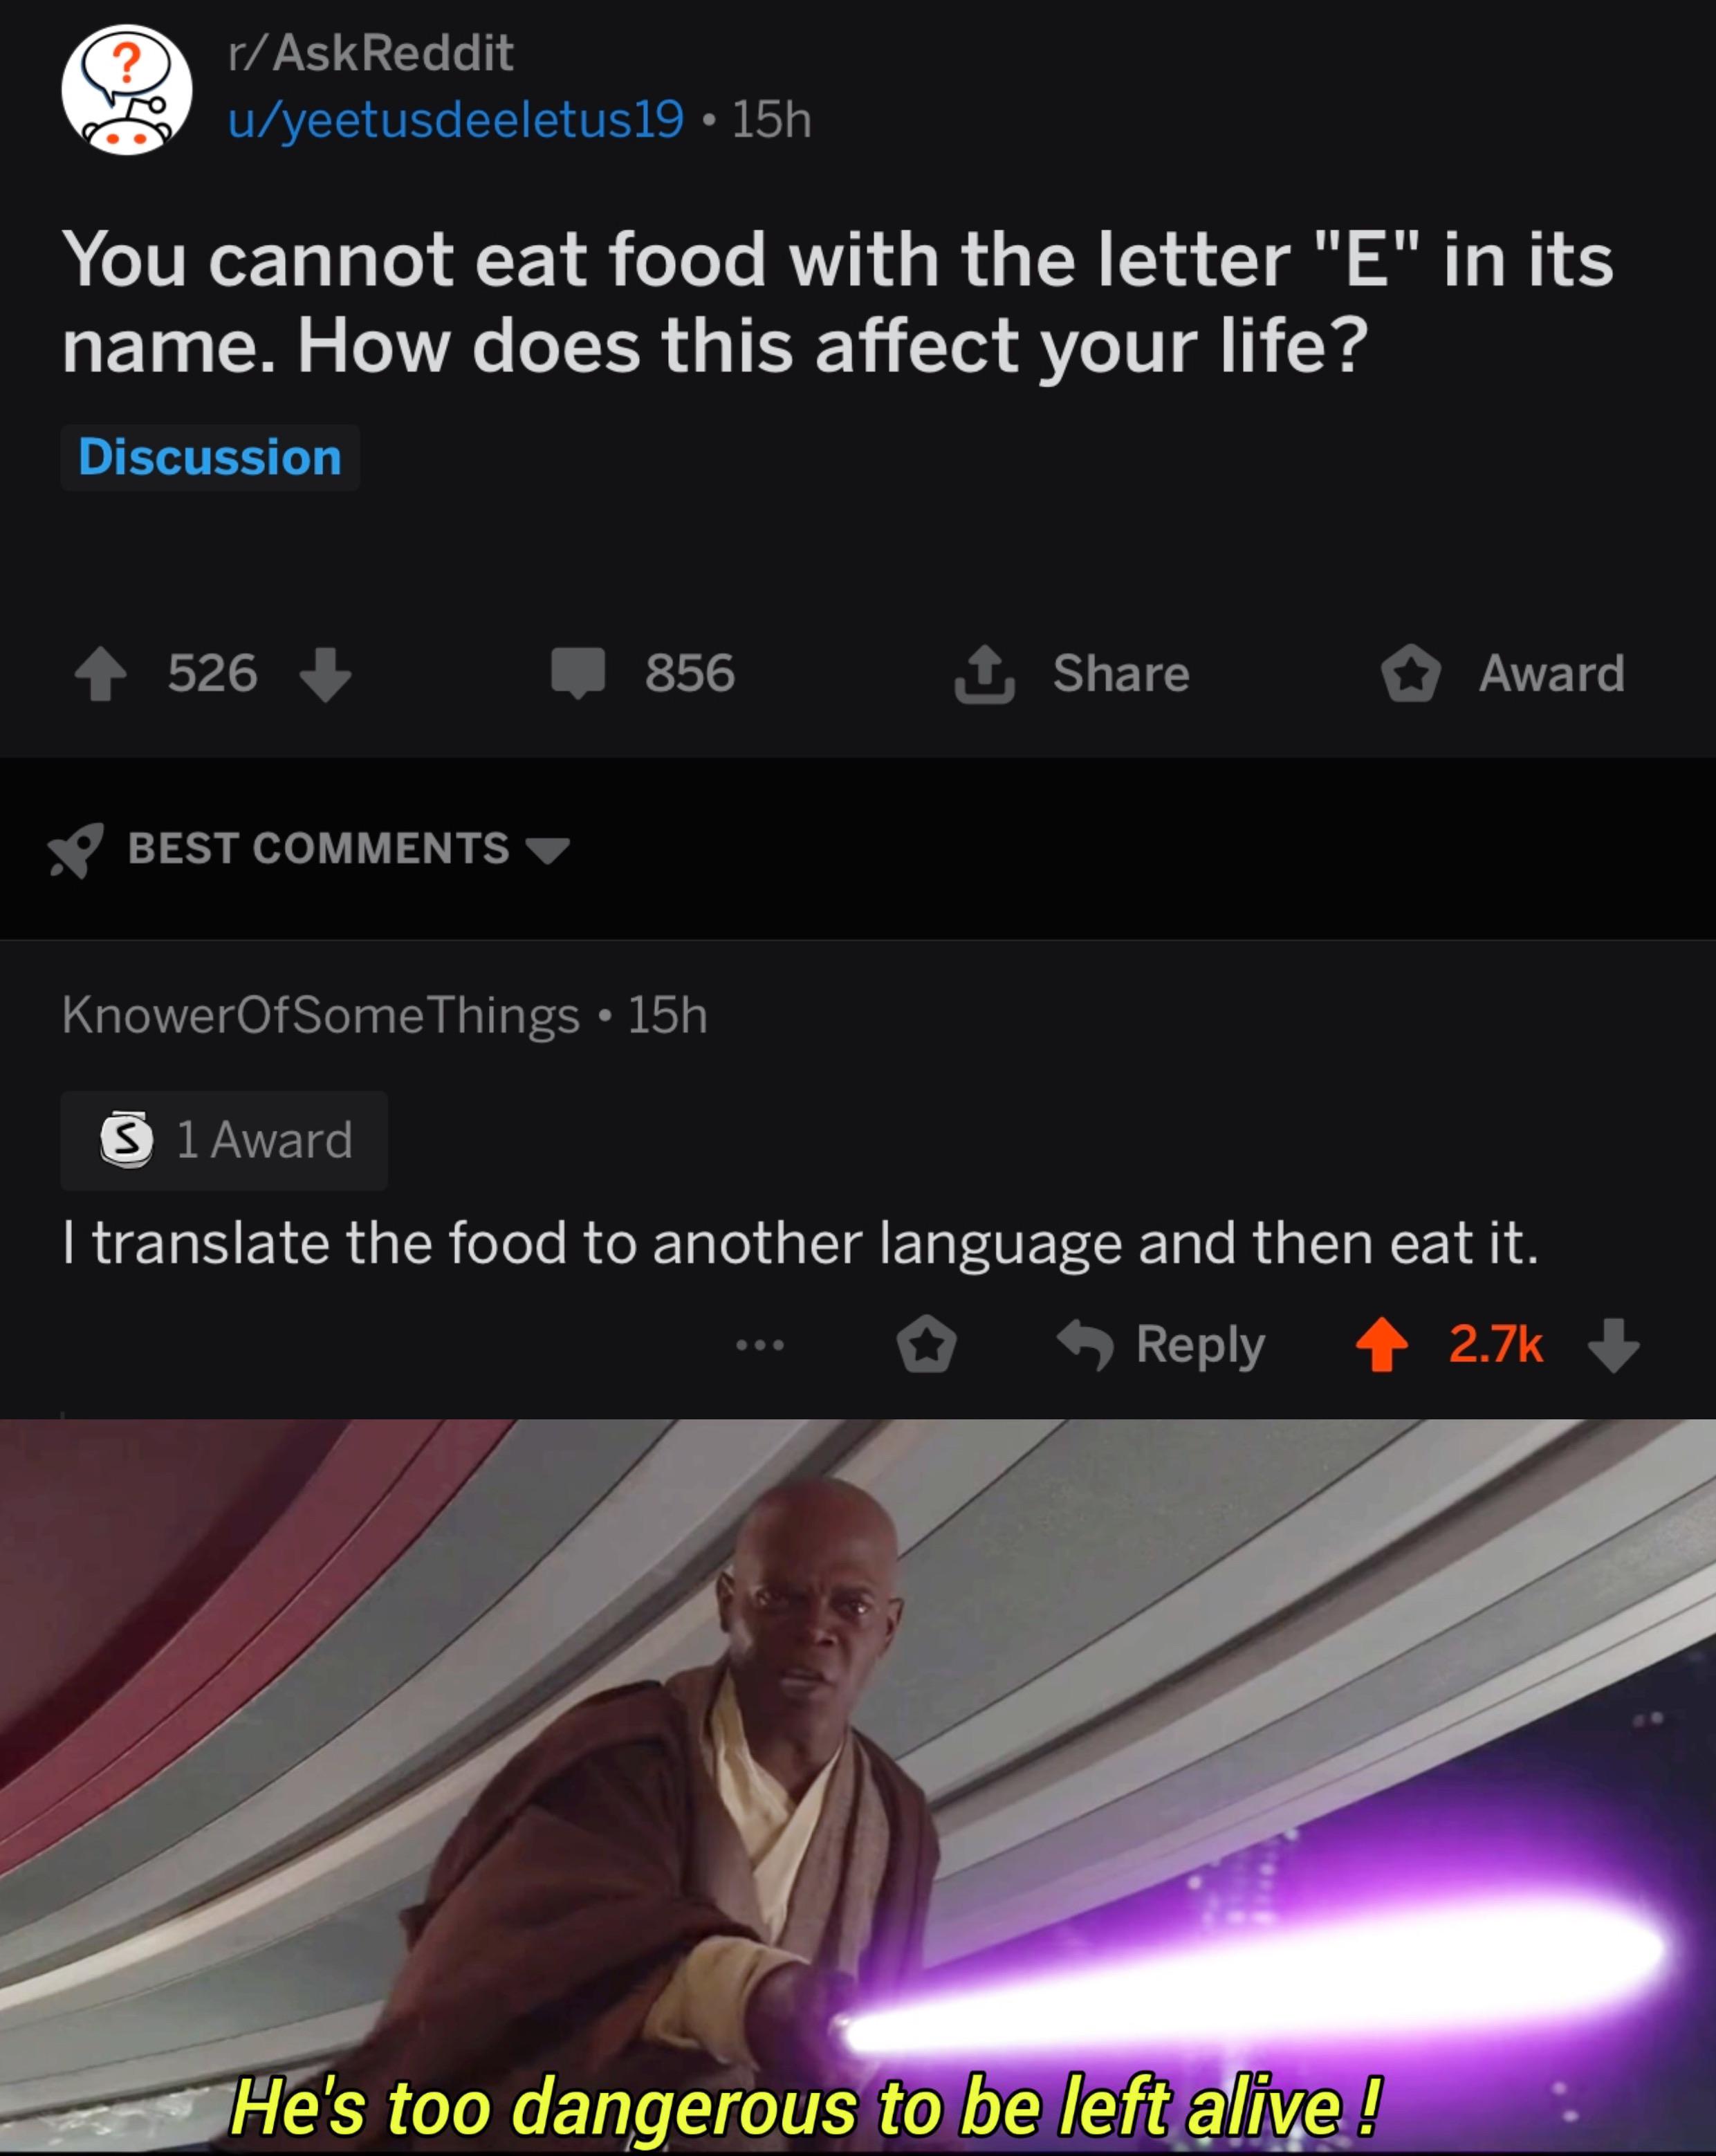 r/AskReddit
u/yeetusdeeletus19 • 15h
You cannot eat food with the letter "E" in its
name. How does this affect your life?
Discussion
526
856
Share
Award
BEST COMMENTS
KnowerOfSomeThings • 15h
S 1 Award
I translate the food to another language and then eat it.
Reply
2.7k
He's too dangerous to be left alive !